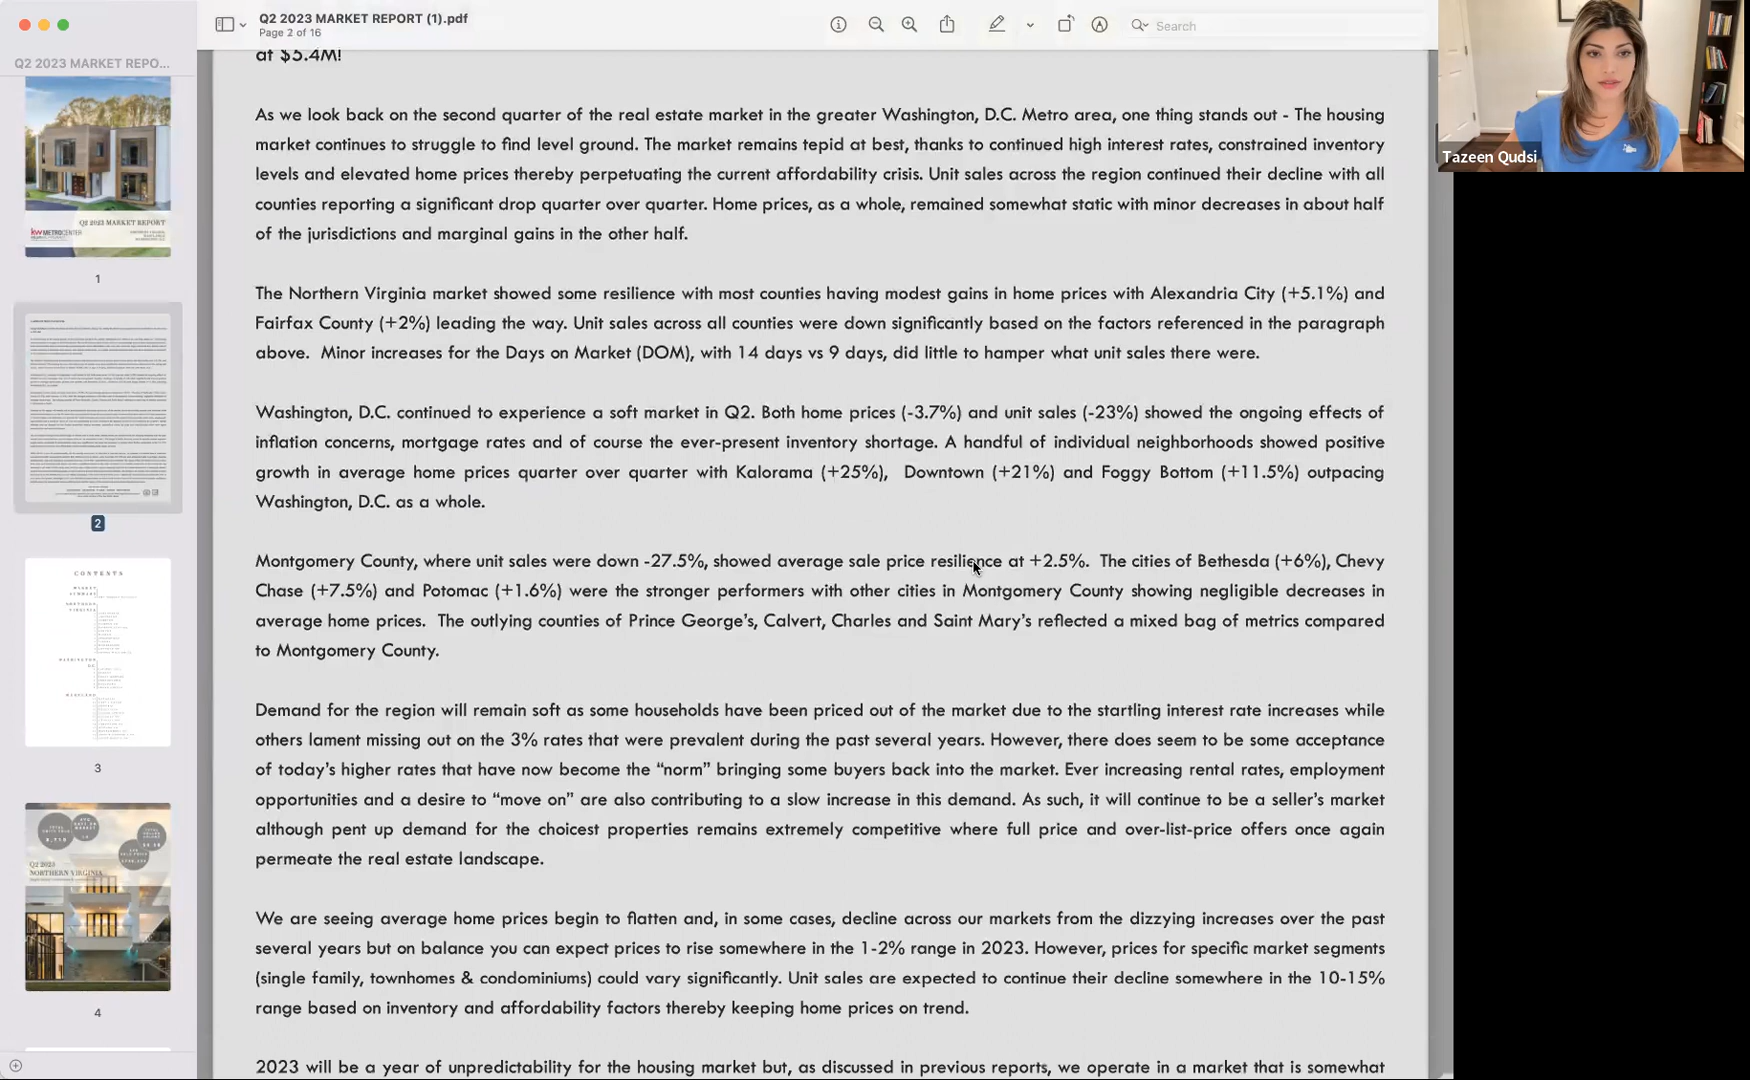 Q2 2023 MARKET REPORT (1).pdf
Page 2 of 16
Search
Q2 2023 MARKET REPO...
Q2 2023 MARKET REPORT
kw METROCENTER
1
2
CONTENTS
3
Q2 2023
NORTHERN VIRGINIA
4
at $5.4M!
As we look back on the second quarter of the real estate market in the greater Washington, D.C. Metro area, one thing stands out - The housing
market continues to struggle to find level ground. The market remains tepid at best, thanks to continued high interest rates, constrained inventory
levels and elevated home prices thereby perpetuating the current affordability crisis. Unit sales across the region continued their decline with all
counties reporting a significant drop quarter over quarter. Home prices, as a whole, remained somewhat static with minor decreases in about half
of the jurisdictions and marginal gains in the other half.
The Northern Virginia market showed some resilience with most counties having modest gains in home prices with Alexandria City (+5.1%) and
Fairfax County (+2%) leading the way. Unit sales across all counties were down significantly based on the factors referenced in the paragraph
above. Minor increases for the Days on Market (DOM), with 14 days vs 9 days, did little to hamper what unit sales there were.
Washington, D.C. continued to experience a soft market in Q2. Both home prices (-3.7%) and unit sales (-23%) showed the ongoing effects of
inflation concerns, mortgage rates and of course the ever-present inventory shortage. A handful of individual neighborhoods showed positive
growth in average home prices quarter over quarter with Kalorama (+25%), Downtown (+21%) and Foggy Bottom (+11.5%) outpacing
Washington, D.C. as a whole.
Montgomery County, where unit sales were down -27.5%, showed average sale price resilience at +2.5%. The cities of Bethesda (+6%), Chevy
Chase (+7.5%) and Potomac (+1.6%) were the stronger performers with other cities in Montgomery County showing negligible decreases in
average home prices. The outlying counties of Prince George's, Calvert, Charles and Saint Mary's reflected a mixed bag of metrics compared
to Montgomery County.
Demand for the region will remain soft as some households have been priced out of the market due to the startling interest rate increases while
others lament missing out on the 3% rates that were prevalent during the past several years. However, there does seem to be some acceptance
of today's higher rates that have now become the “norm” bringing some buyers back into the market. Ever increasing rental rates, employment
opportunities and a desire to “move on” are also contributing to a slow increase in this demand. As such, it will continue to be a seller's market
although pent up demand for the choicest properties remains extremely competitive where full price and over-list-price offers once again
permeate the real estate landscape.
We are seeing average home prices begin to flatten and, in some cases, decline across our markets from the dizzying increases over the past
several years but on balance you can expect prices to rise somewhere in the 1-2% range in 2023. However, prices for specific market segments
(single family, townhomes & condominiums) could vary significantly. Unit sales are expected to continue their decline somewhere in the 10-15%
range based on inventory and affordability factors thereby keeping home prices on trend.
2023 will be a year of unpredictability for the housing market but, as discussed in previous reports, we operate in a market that is somewhat
Tazeen Qudsi